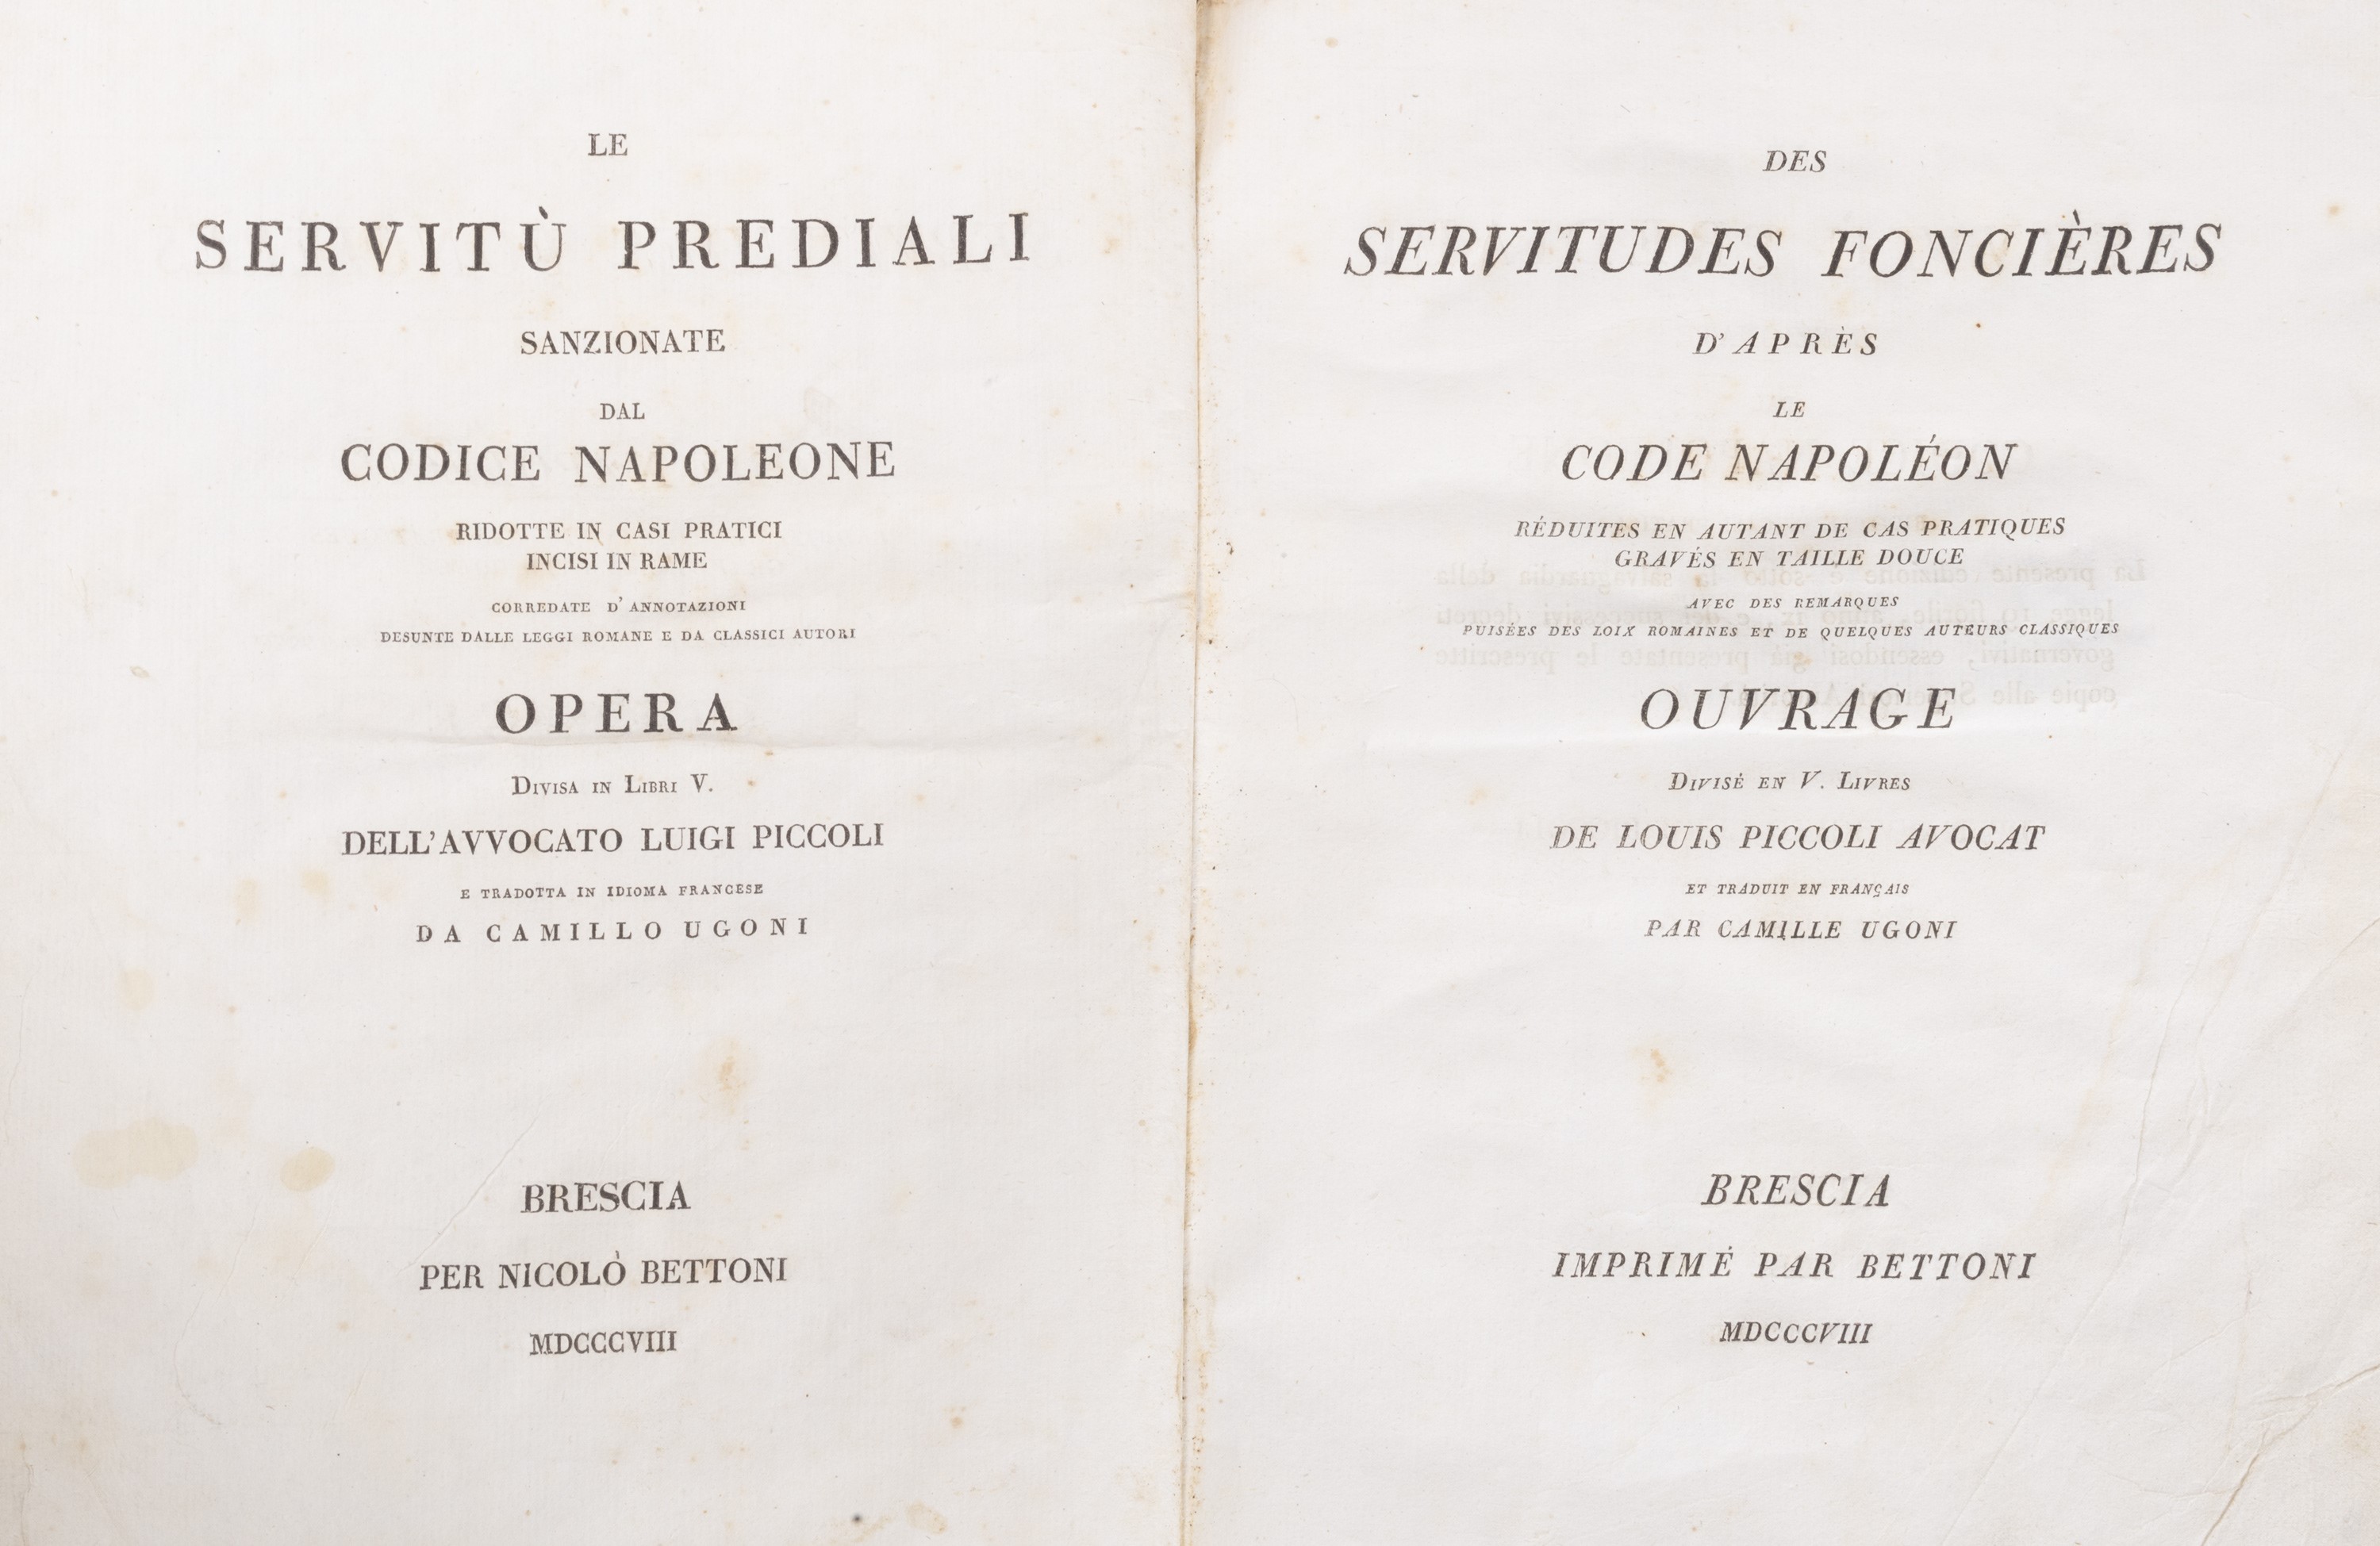 LE
SERVITÙ PREDIALI
SANZIONATE
DAL
CODICE NAPOLEONE
RIDOTTE IN CASI PRATICI
INCISI IN RAME
CORREDATE D' ANNOTAZIONI
DESUNTE DALLE LEGGI ROMANE E DA CLASSICI AUTORI
OPERA
DIVISA IN LIBRI V.
DELL'AVVOCATO LUIGI PICCOLI
E TRADOTTA IN IDIOMA FRANCESE
DA CAMILLO UGONI
BRESCIA
PER NICOLÒ BETTONI
MDCCCVIII
DES
SERVITUDES FONCIÈRES
D'APRÈS
LE
CODE NAPOLÉON
RÉDUITES EN AUTANT DE CAS PRATIQUES
GRAVÉS EN TAILLE DOUCE
AVEC DES REMARQUES
PUISÉES DES LOIX ROMAINES ET DE QUELQUES AUTEURS CLASSIQUES
OUVRAGE
DIVISÉ EN V. LIVRES
DE LOUIS PICCOLI AVOCAT
ET TRADUIT EN FRANÇAIS
PAR CAMILLE UGONI
BRESCIA
IMPRIMÉ PAR BETTONI
MDCCCVIII